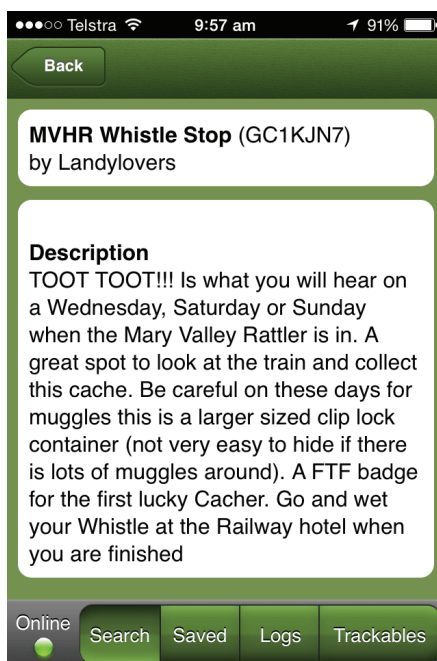 Telstra 9:57 am 91%
Back
MVHR Whistle Stop (GC1KJN7)
by Landylovers
Description
TOOT TOOT!!! Is what you will hear on
a Wednesday, Saturday or Sunday
when the Mary Valley Rattler is in. A
great spot to look at the train and collect
this cache. Be careful on these days for
muggles this is a larger sized clip lock
container (not very easy to hide if there
is lots of muggles around). A FTF badge
for the first lucky Cacher. Go and wet
your Whistle at the Railway hotel when
you are finished
Online Search Saved Logs Trackables